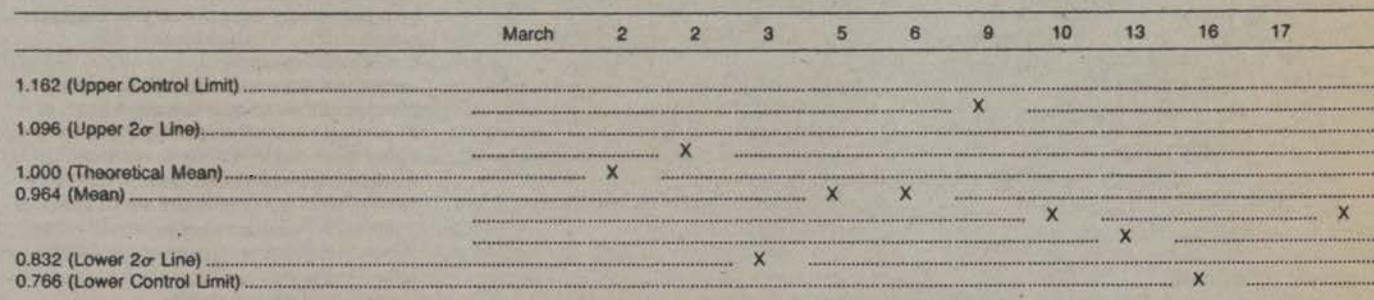 March 2 2 3 5 6 9 10 13 16 17
1.162 (Upper Control Limit)
X
1.096 (Upper 2σ Line)
X
1.000 (Theoretical Mean) X
0.964 (Mean) X X
X X
X
0.832 (Lower 2σ Line) X
0.766 (Lower Control Limit) X